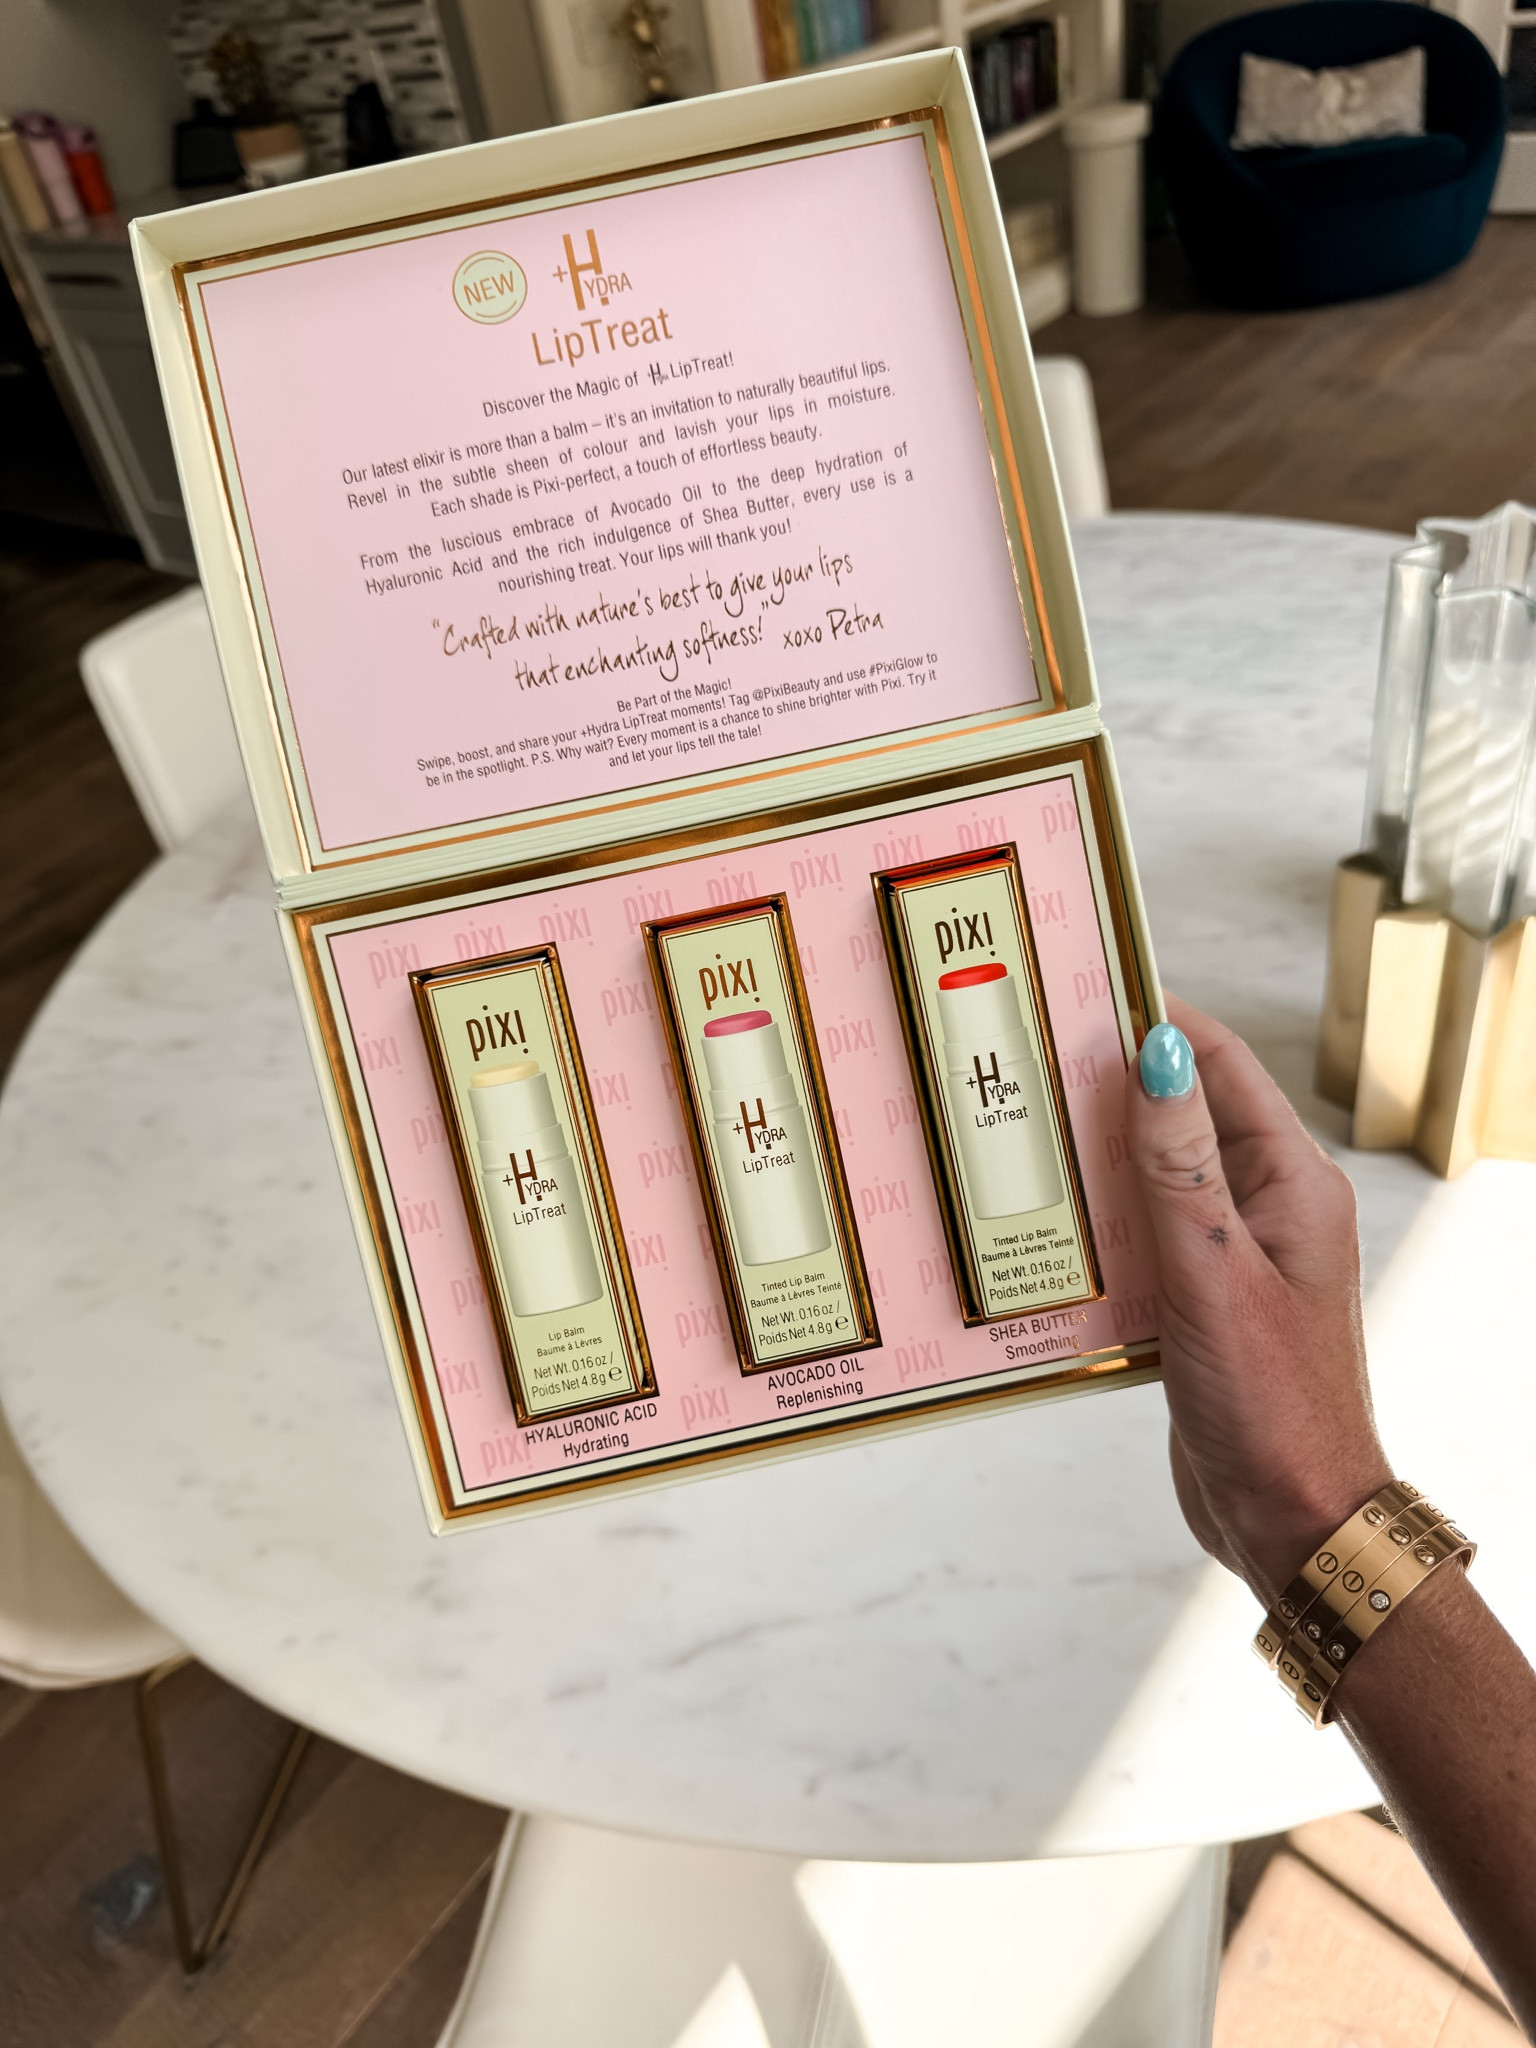 NEW
+HYDRA
LipTreat
Discover the Magic of +HYDRA LipTreat!
Our latest elixir is more than a balm – it's an invitation to naturally beautiful lips.
Revel in the subtle sheen of colour and lavish your lips in moisture.
Each shade is Pixi-perfect, a touch of effortless beauty.
From the luscious embrace of Avocado Oil to the deep hydration of
Hyaluronic Acid and the rich indulgence of Shea Butter, every use is a
nourishing treat. Your lips will thank you!
"Crafted with nature's best to give your lips
that enchanting softness!" xoxo Petra
Be Part of the Magic!
Swipe, boost, and share your +Hydra LipTreat moments! Tag @PixiBeauty and use #PixiGlow to
be in the spotlight. P.S. Why wait? Every moment is a chance to shine brighter with Pixi. Try it
and let your lips tell the tale!
pixi
+HYDRA
LipTreat
Lip Balm
Baume à Lèvres
Net Wt. 0.16 oz /
Poids Net 4.8g ℮
HYALURONIC ACID
Hydrating
pixi
+HYDRA
LipTreat
Tinted Lip Balm
Baume à Lèvres Teinté
Net Wt. 0.16 oz /
Poids Net 4.8g ℮
AVOCADO OIL
Replenishing
pixi
+HYDRA
LipTreat
Tinted Lip Balm
Baume à Lèvres Teinté
Net Wt. 0.16 oz /
Poids Net 4.8g ℮
SHEA BUTTER
Smoothing